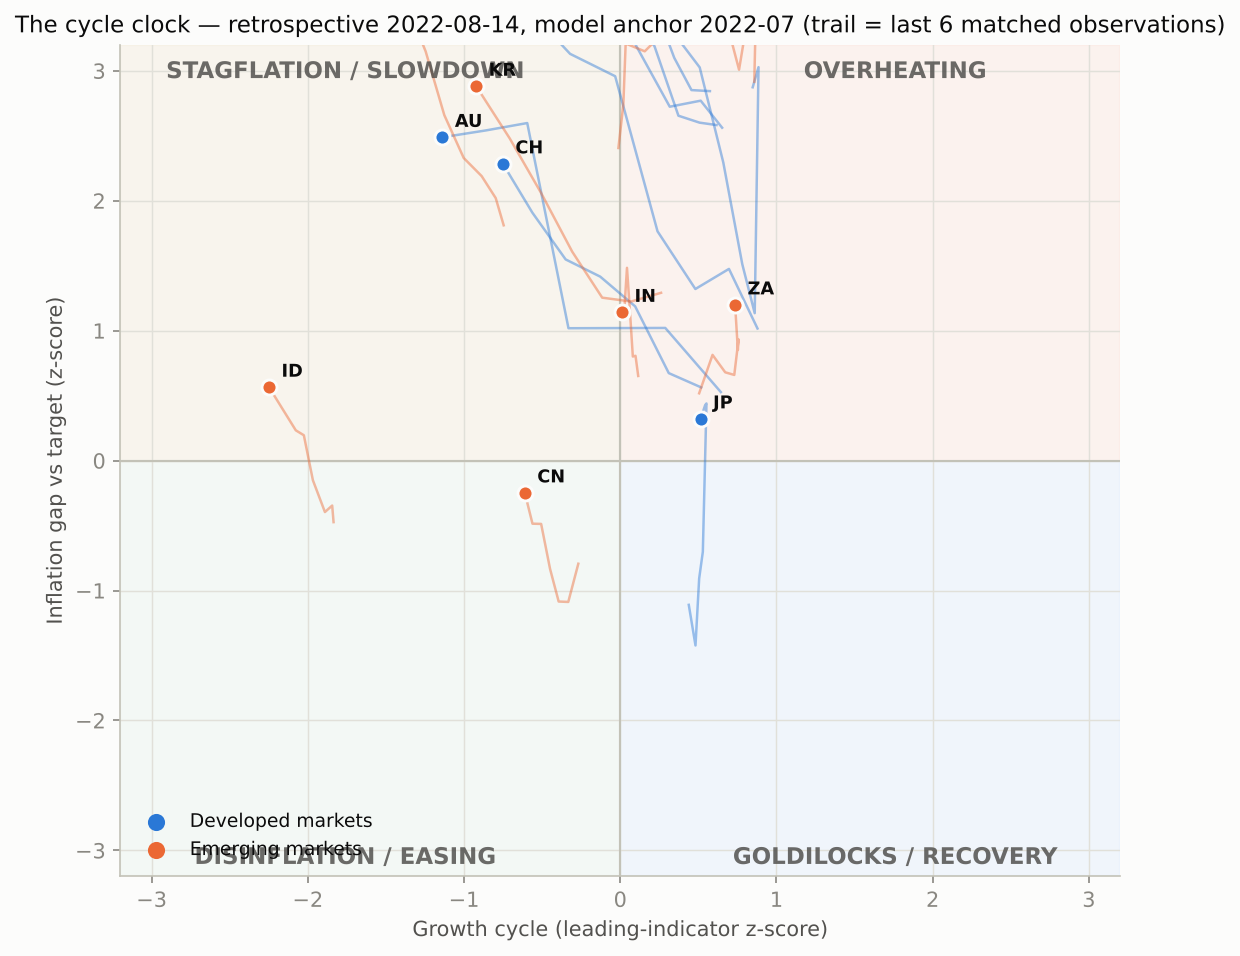 The cycle clock — retrospective 2022-08-14, model anchor 2022-07 (trail = last 6 matched observations)
STAGFLATION / SLOWDOWN
OVERHEATING
KR
AU
CH
IN
ZA
ID
JP
CN
3
2
1
0
−1
−2
−3
Inflation gap vs target (z-score)
Developed markets
Emerging markets
DISINFLATION / EASING
GOLDILOCKS / RECOVERY
−3 −2 −1 0 1 2 3
Growth cycle (leading-indicator z-score)